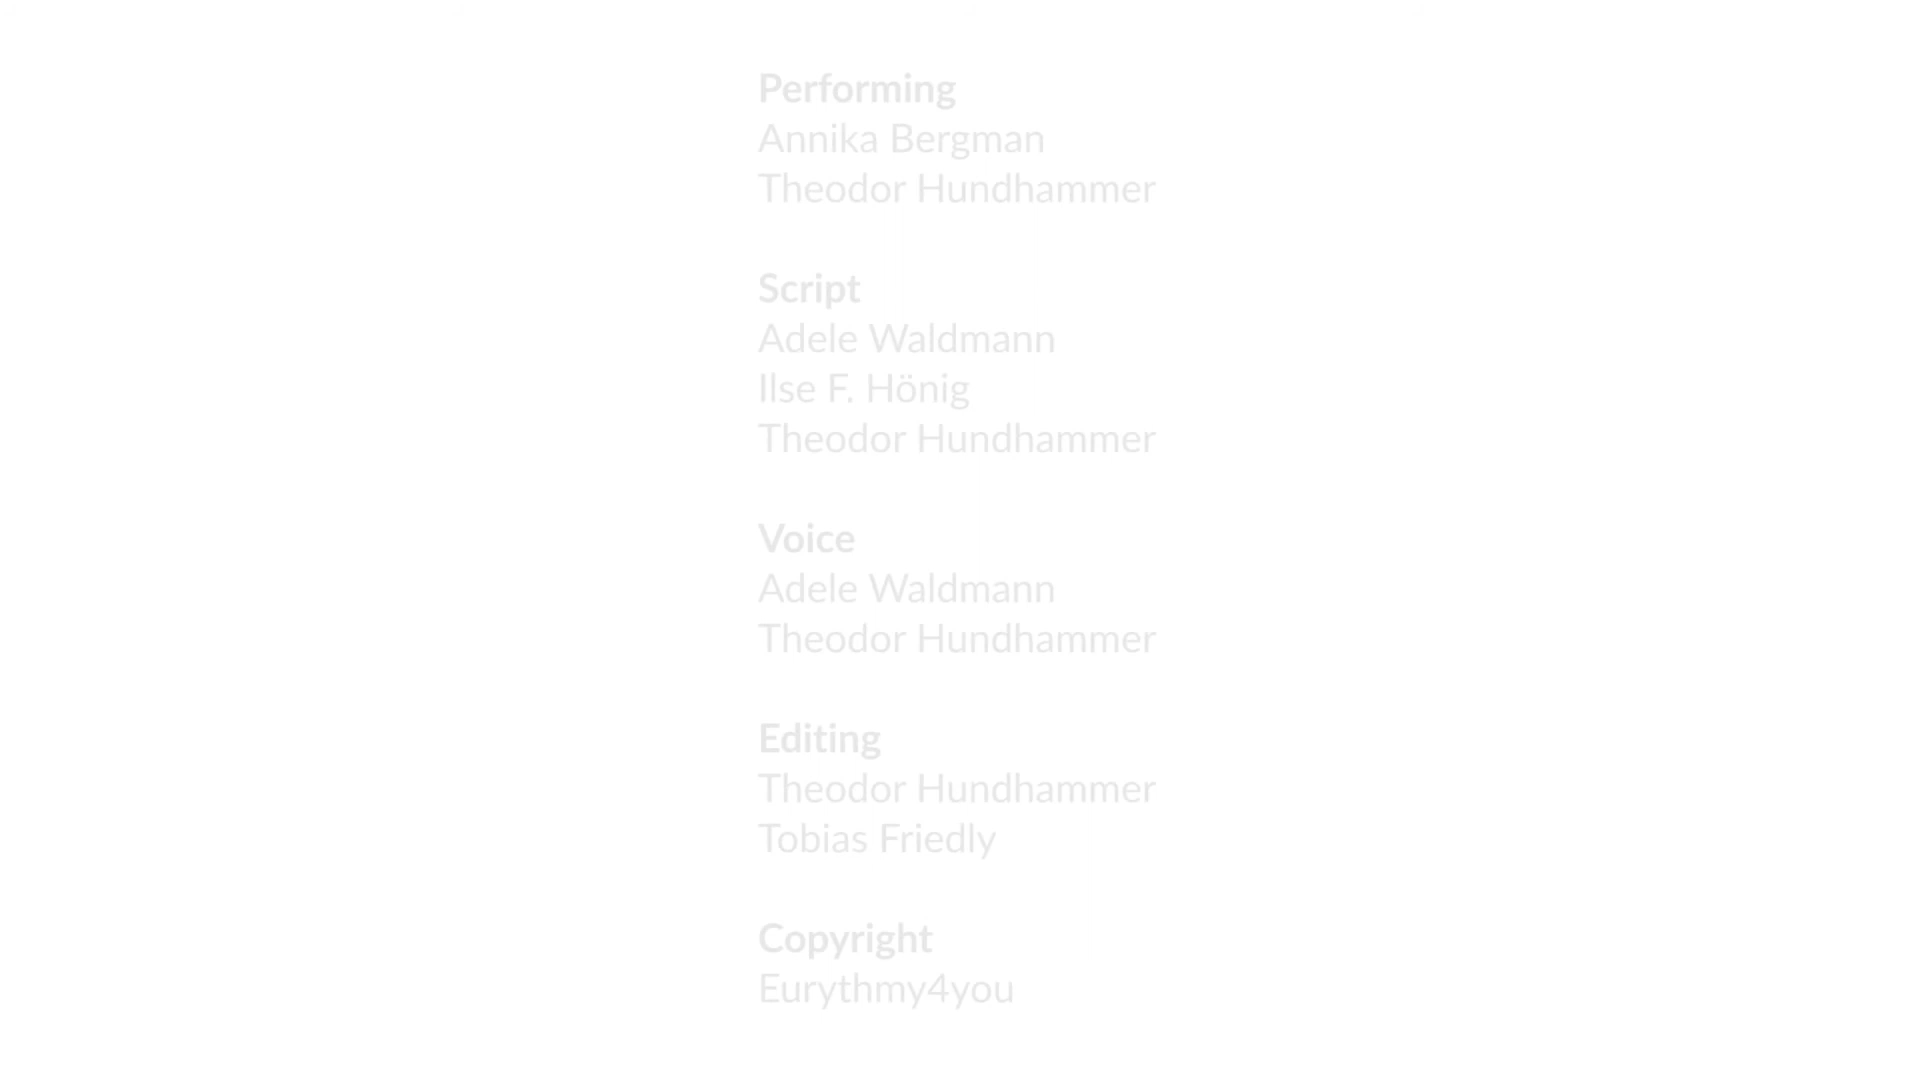 Performing
Annika Bergman
Theodor Hundhammer
Script
Adele Waldmann
Ilse F. Hönig
Theodor Hundhammer
Voice
Adele Waldmann
Theodor Hundhammer
Editing
Theodor Hundhammer
Tobias Friedly
Copyright
Eurythmy4you